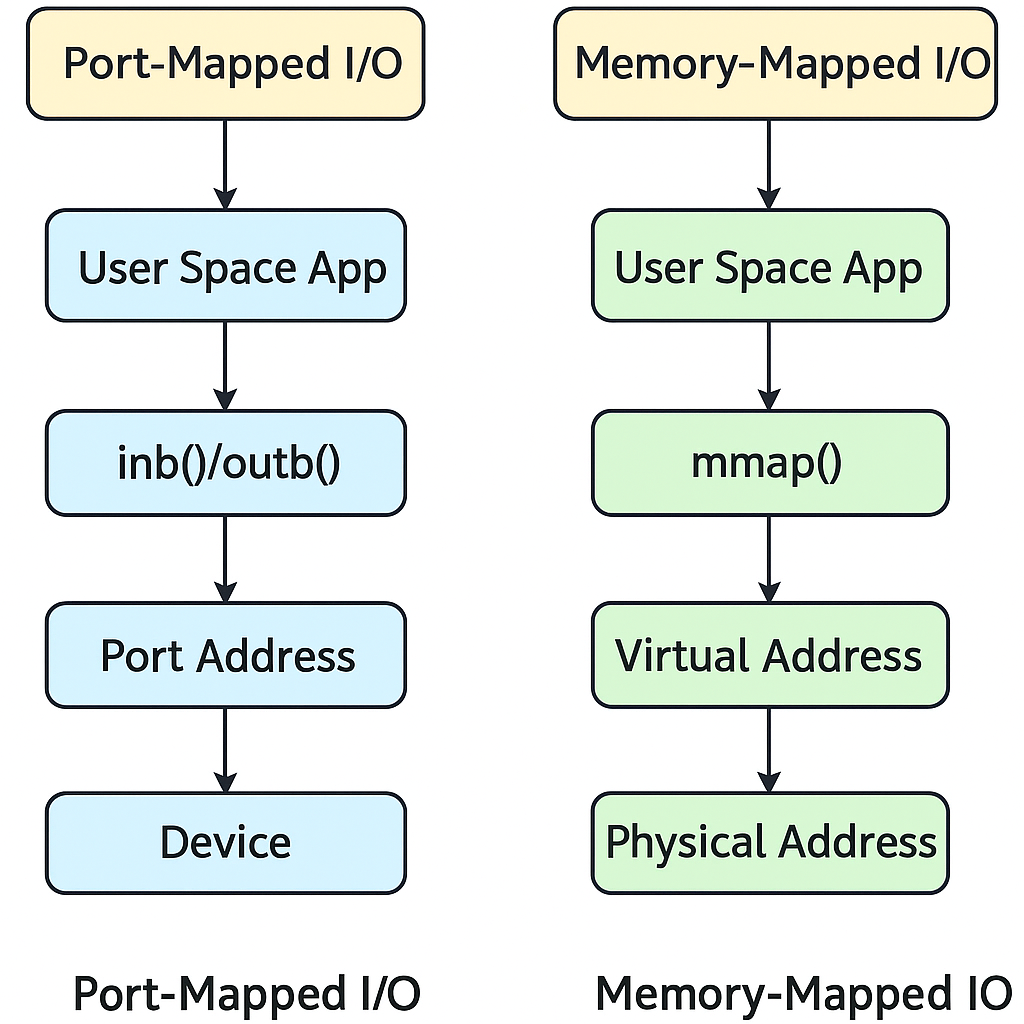 Port-Mapped I/O
User Space App
inb()/outb()
Port Address
Device
Port-Mapped I/O
Memory-Mapped I/O
User Space App
mmap()
Virtual Address
Physical Address
Memory-Mapped IO